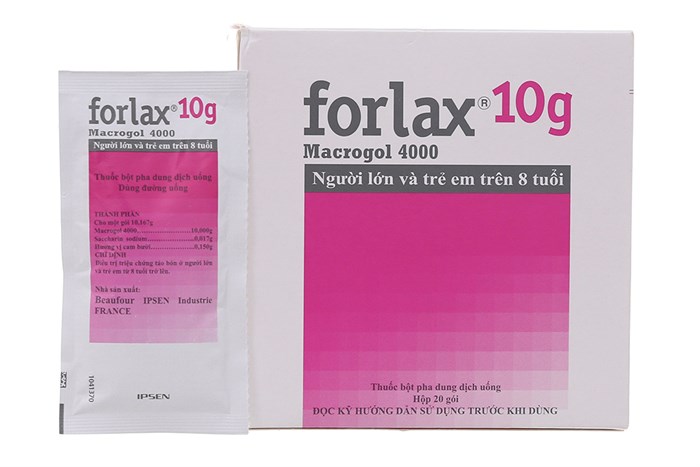 forlax® 10g
Macrogol 4000
Người lớn và trẻ em trên 8 tuổi
Thuốc bột pha dung dịch uống
Dùng đường uống
THÀNH PHẦN
Cho một gói 10,167g
Macrogol 4000..................10,000g
Saccharin sodium..................0,017g
Hương vị cam bưởi..................0,150g
CHỈ ĐỊNH
Điều trị triệu chứng táo bón ở người lớn
và trẻ em từ 8 tuổi trở lên.
Nhà sản xuất:
Beaufour IPSEN Industrie
FRANCE
1041370
IPSEN
forlax® 10g
Macrogol 4000
Người lớn và trẻ em trên 8 tuổi
Thuốc bột pha dung dịch uống
Hộp 20 gói
ĐỌC KỸ HƯỚNG DẪN SỬ DỤNG TRƯỚC KHI DÙNG